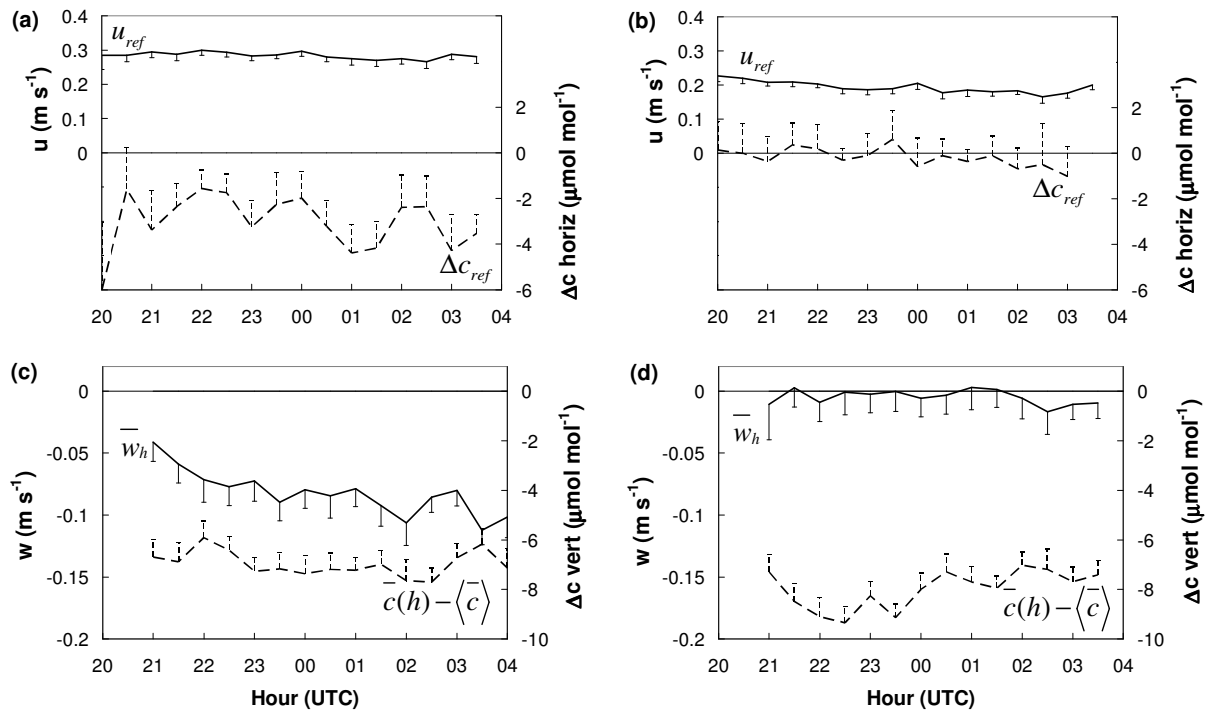 (a)
0.4
0.3
0.2
0.1
0
u (m s⁻¹)
u_ref
Δc_ref
2
0
-2
-4
-6
Δc horiz (μmol mol⁻¹)
20 21 22 23 00 01 02 03 04
(b)
0.4
0.3
0.2
0.1
0
u (m s⁻¹)
u_ref
Δc_ref
2
0
-2
-4
-6
Δc horiz (μmol mol⁻¹)
20 21 22 23 00 01 02 03 04
(c)
0
-0.05
-0.1
-0.15
-0.2
w (m s⁻¹)
w̅_h
c̅(h) − ⟨c̅⟩
0
-2
-4
-6
-8
-10
Δc vert (μmol mol⁻¹)
20 21 22 23 00 01 02 03 04
Hour (UTC)
(d)
0
-0.05
-0.1
-0.15
-0.2
w (m s⁻¹)
w̅_h
c̅(h) − ⟨c̅⟩
0
-2
-4
-6
-8
-10
Δc vert (μmol mol⁻¹)
20 21 22 23 00 01 02 03 04
Hour (UTC)